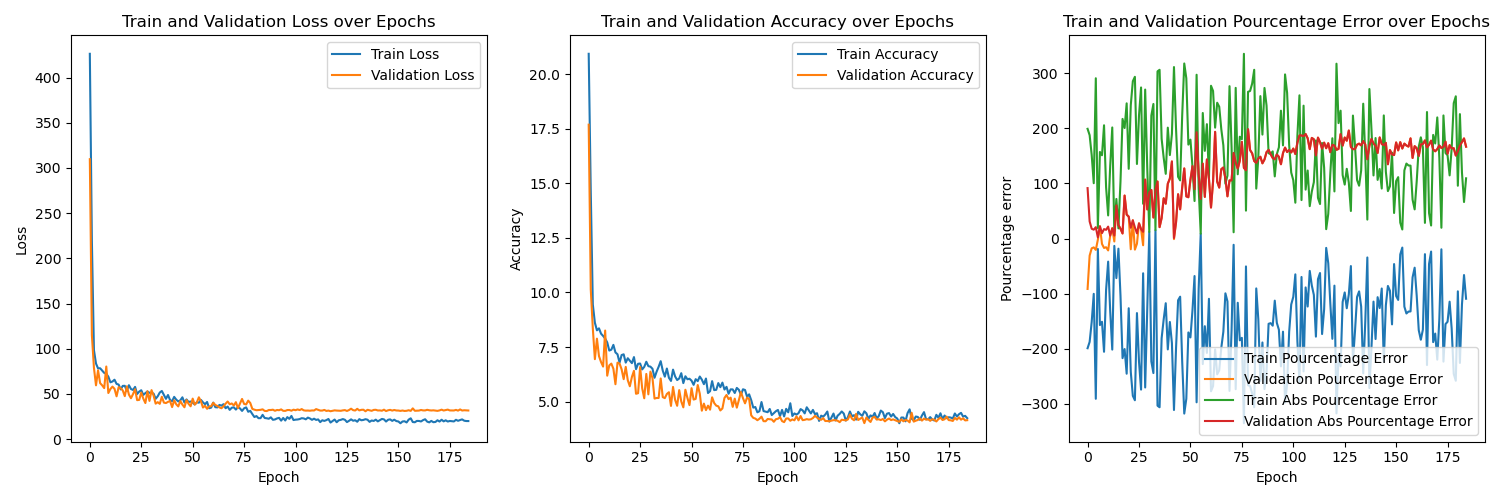 Train and Validation Loss over Epochs
Train Loss
Validation Loss
400
350
300
250
200
150
100
50
0
Loss
0 25 50 75 100 125 150 175
Epoch
Train and Validation Accuracy over Epochs
Train Accuracy
Validation Accuracy
20.0
17.5
15.0
12.5
10.0
7.5
5.0
Accuracy
0 25 50 75 100 125 150 175
Epoch
Train and Validation Pourcentage Error over Epochs
300
200
100
0
−100
−200
−300
Pourcentage error
Train Pourcentage Error
Validation Pourcentage Error
Train Abs Pourcentage Error
Validation Abs Pourcentage Error
0 25 50 75 100 125 150 175
Epoch